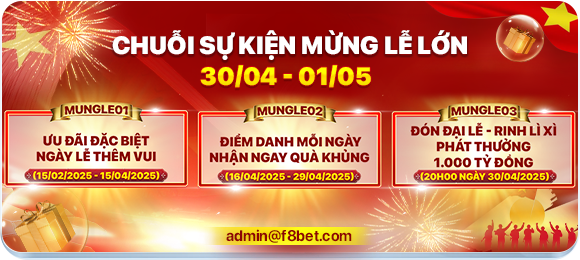 CHUỖI SỰ KIỆN MỪNG LỄ LỚN
30/04 - 01/05
MUNGLE01
ƯU ĐÃI ĐẶC BIỆT
NGÀY LỄ THÊM VUI
(15/02/2025 - 15/04/2025)
MUNGLE02
ĐIỂM DANH MỖI NGÀY
NHẬN NGAY QUÀ KHỦNG
(16/04/2025 - 29/04/2025)
MUNGLE03
ĐÓN ĐẠI LỄ - RINH LÌ XÌ
PHÁT THƯỞNG
1.000 TỶ ĐỒNG
(20H00 NGÀY 30/04/2025)
admin@f8bet.com